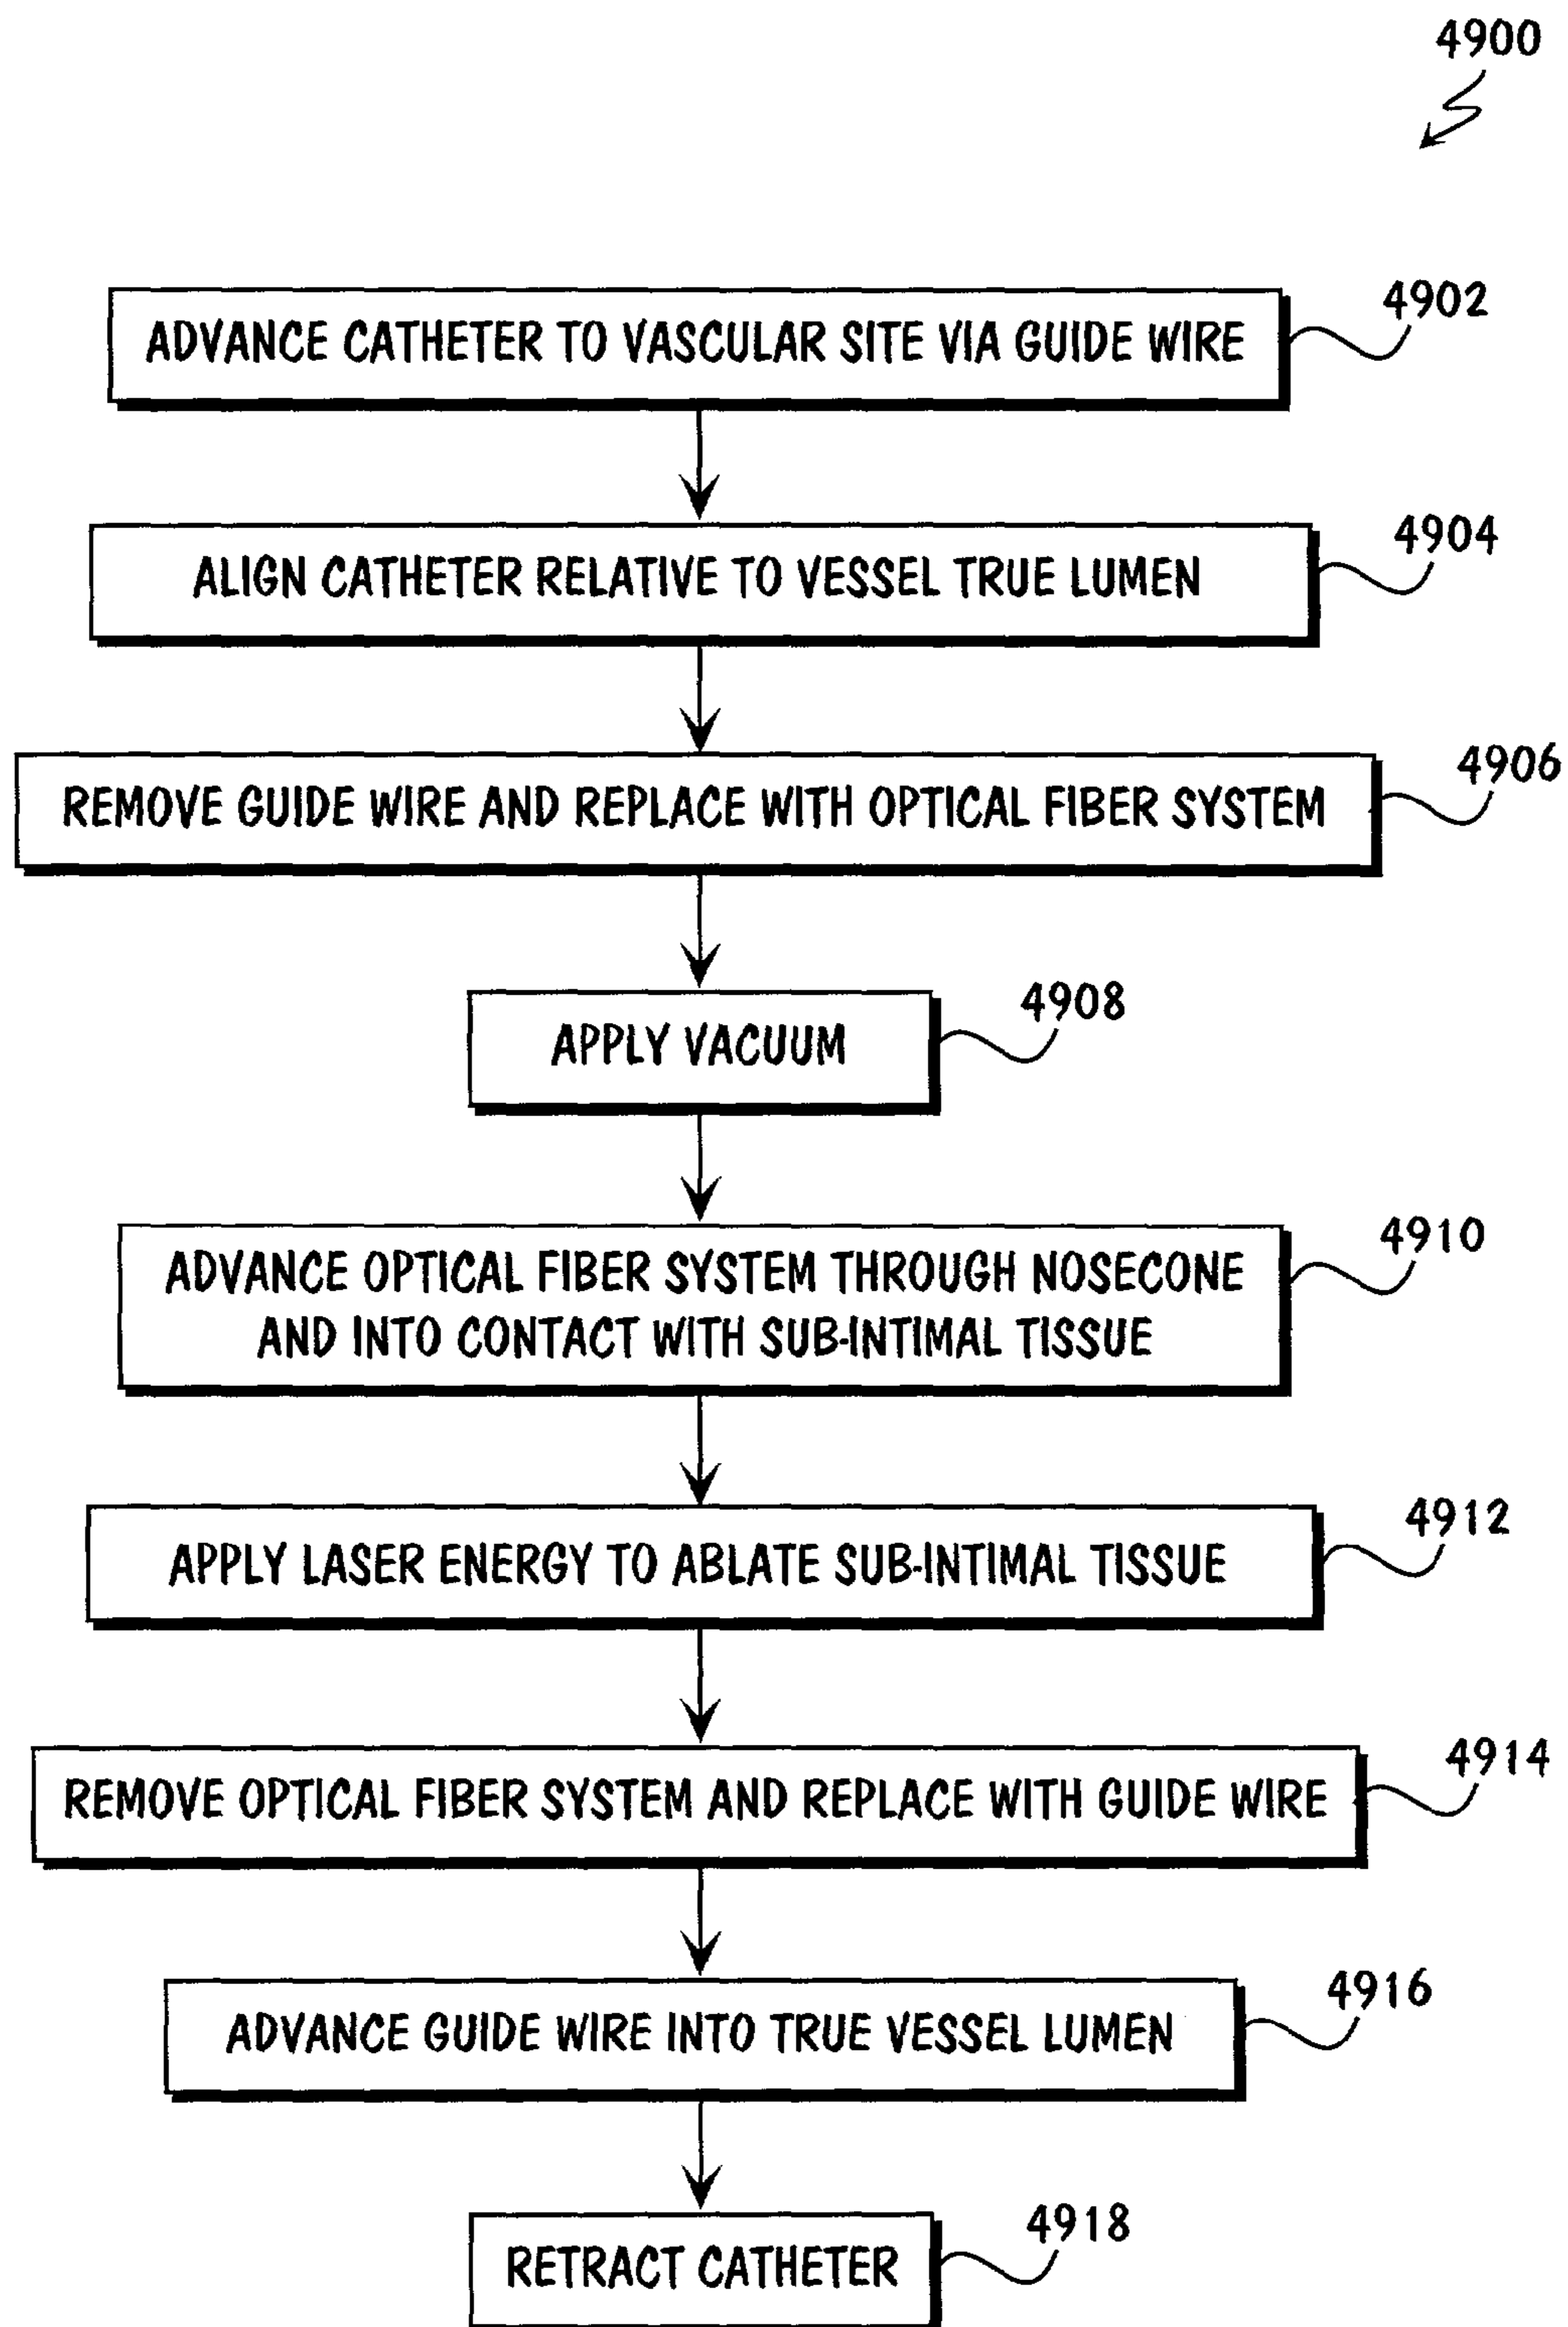 4900
ADVANCE CATHETER TO VASCULAR SITE VIA GUIDE WIRE
4902
ALIGN CATHETER RELATIVE TO VESSEL TRUE LUMEN
4904
REMOVE GUIDE WIRE AND REPLACE WITH OPTICAL FIBER SYSTEM
4906
APPLY VACUUM
4908
ADVANCE OPTICAL FIBER SYSTEM THROUGH NOSECONE
AND INTO CONTACT WITH SUB-INTIMAL TISSUE
4910
APPLY LASER ENERGY TO ABLATE SUB-INTIMAL TISSUE
4912
REMOVE OPTICAL FIBER SYSTEM AND REPLACE WITH GUIDE WIRE
4914
ADVANCE GUIDE WIRE INTO TRUE VESSEL LUMEN
4916
RETRACT CATHETER
4918